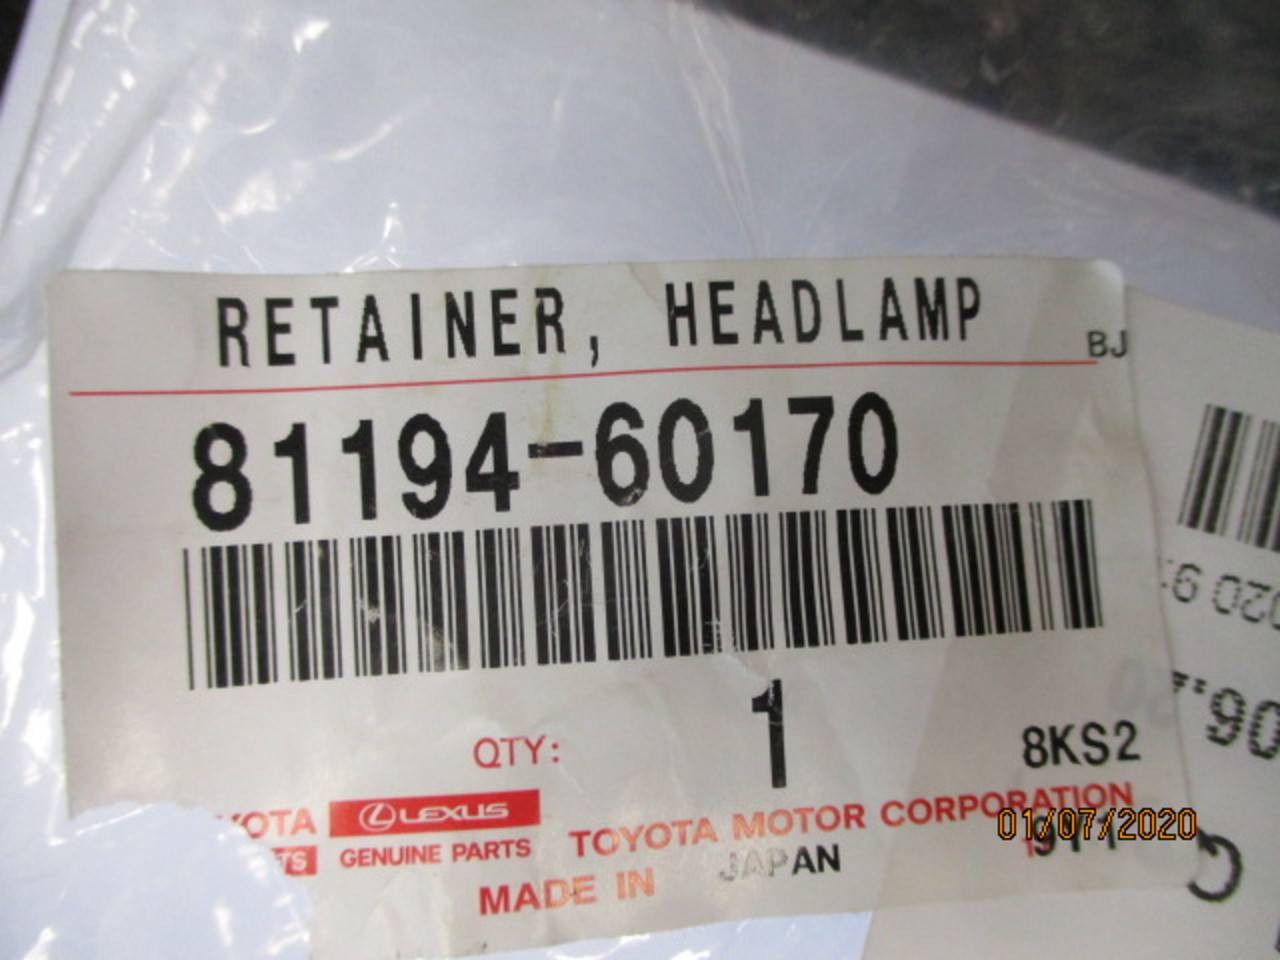 RETAINER, HEADLAMP
BJ
81194-60170
QTY: 1
8KS2
LEXUS
GENUINE PARTS
TOYOTA MOTOR CORPORATION
MADE IN JAPAN
01/07/2020